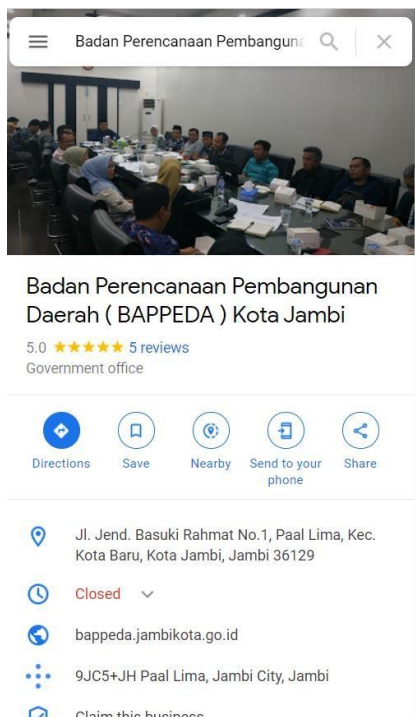 Badan Perencanaan Pembanguna
Badan Perencanaan Pembangunan
Daerah ( BAPPEDA ) Kota Jambi
5.0 ★★★★★ 5 reviews
Government office
Directions Save Nearby Send to your Share
phone
Jl. Jend. Basuki Rahmat No.1, Paal Lima, Kec.
Kota Baru, Kota Jambi, Jambi 36129
Closed
bappeda.jambikota.go.id
9JC5+JH Paal Lima, Jambi City, Jambi
Claim this business